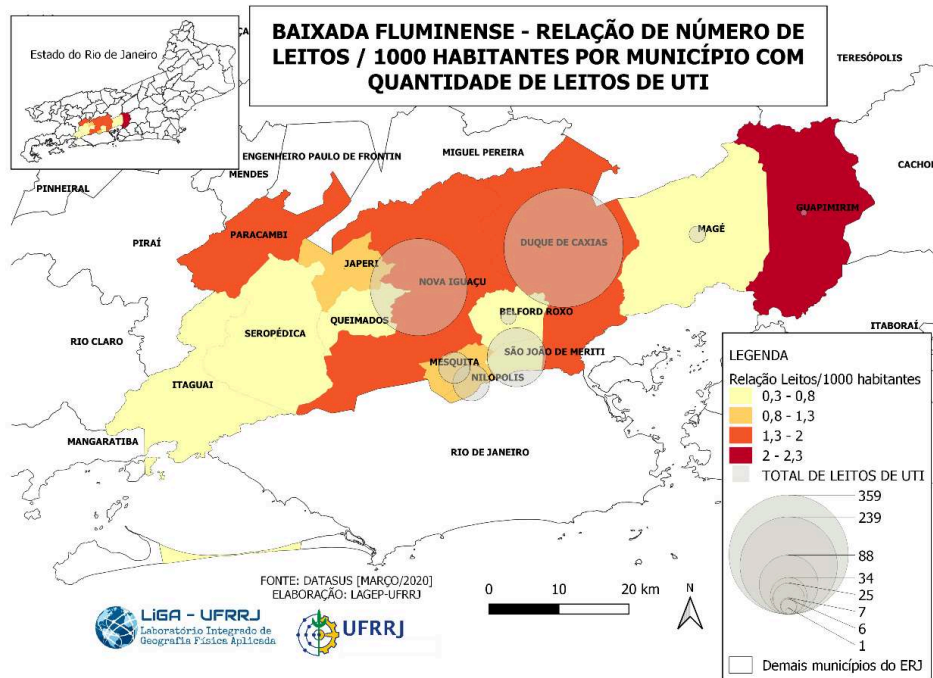 BAIXADA FLUMINENSE - RELAÇÃO DE NÚMERO DE
LEITOS / 1000 HABITANTES POR MUNICÍPIO COM
QUANTIDADE DE LEITOS DE UTI
Estado do Rio de Janeiro
ÇA
TERESÓPOLIS
ENGENHEIRO PAULO DE FRONTIN
MIGUEL PEREIRA
CACHO
MENDES
PINHEIRAL
GUAPIMIRIM
PARACAMBI
MAGÉ
PIRAÍ
DUQUE DE CAXIAS
JAPERI
NOVA IGUAÇU
BELFORD ROXO
QUEIMADOS
ITABORAÍ
SEROPÉDICA
RIO CLARO
SÃO JOÃO DE MERITI
MESQUITA
NILOPOLIS
ITAGUAI
MANGARATIBA
RIO DE JANEIRO
LEGENDA
Relação Leitos/1000 habitantes
0,3 - 0,8
0,8 - 1,3
1,3 - 2
2 - 2,3
TOTAL DE LEITOS DE UTI
359
239
88
34
25
7
6
1
Demais municípios do ERJ
FONTE: DATASUS [MARÇO/2020]
ELABORAÇÃO: LAGEP-UFRRJ
0 10 20 km
N
LiGA - UFRRJ
Laboratório Integrado de
Geografia Física Aplicada
UFRRJ